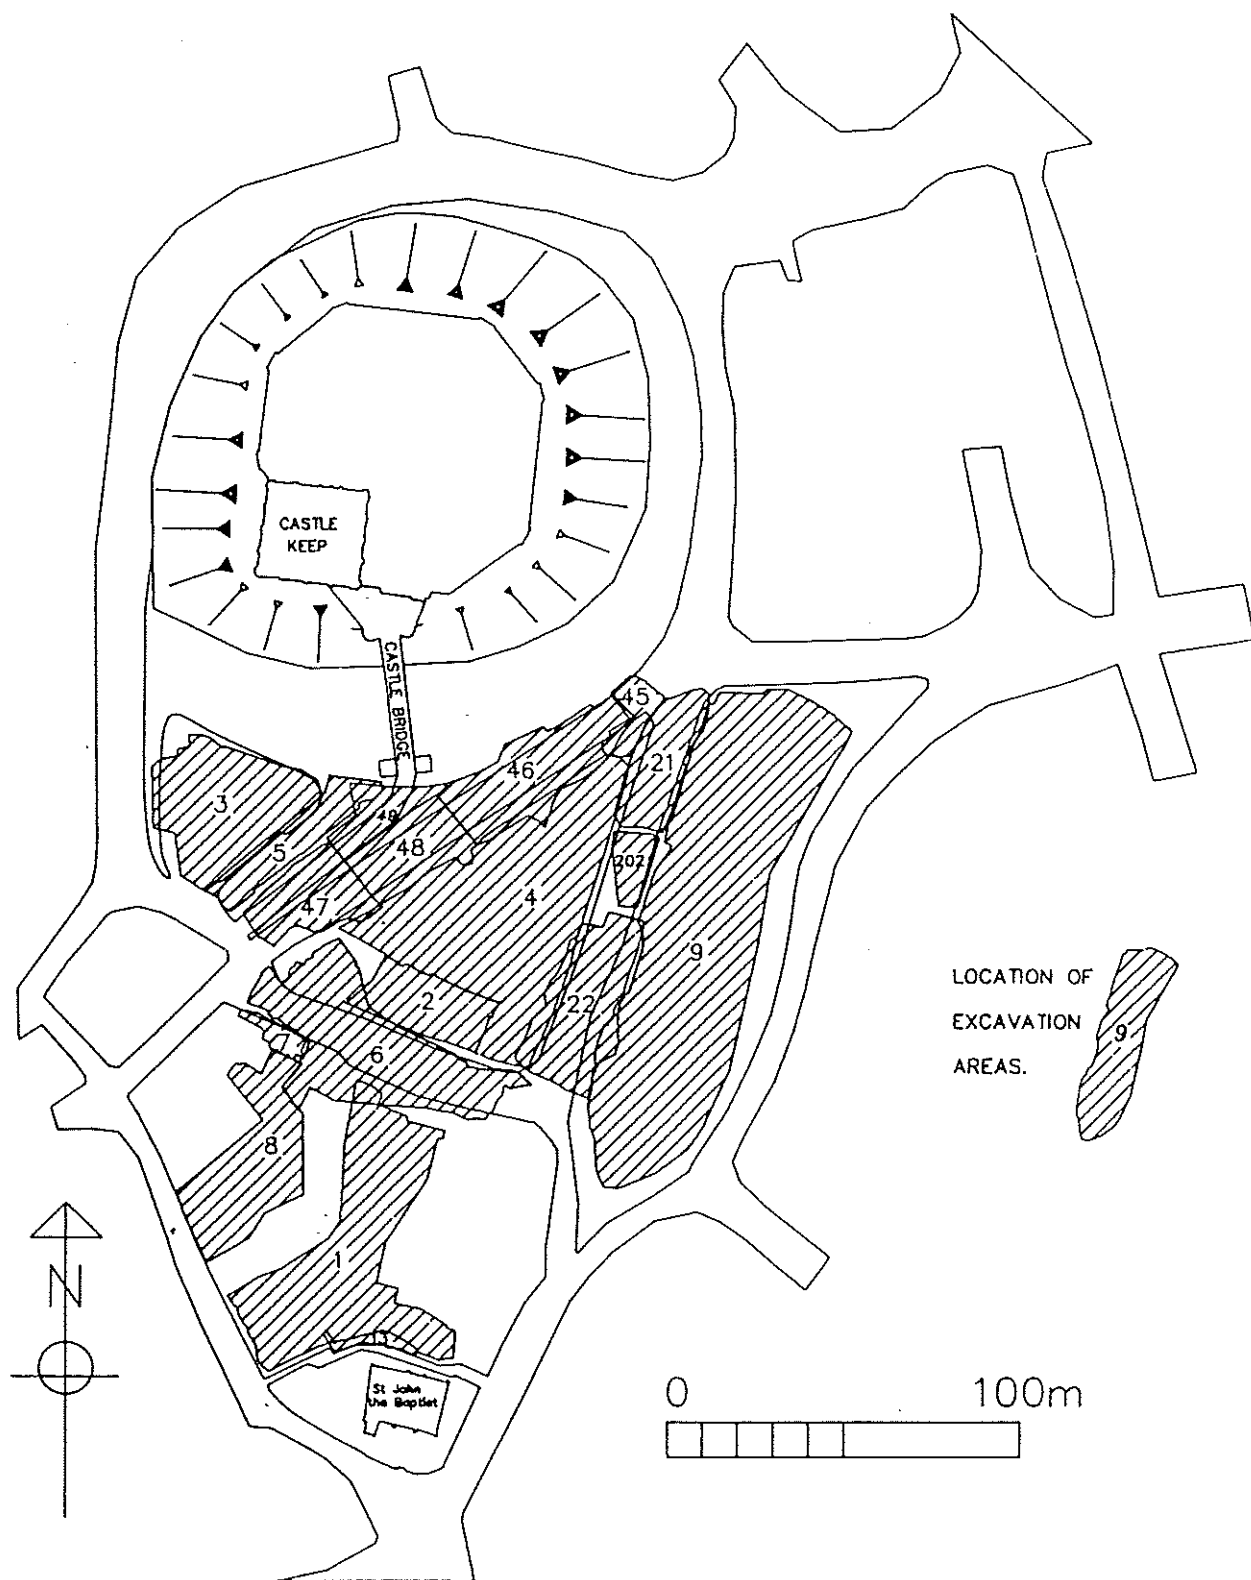 CASTLE
KEEP
CASTLE BRIDGE
45
46
21
3
49
202
5
48
47
4
9
2
22
LOCATION OF
EXCAVATION
AREAS.
9
7
6
8
1
N
13
St John
the Baptist
0 100m